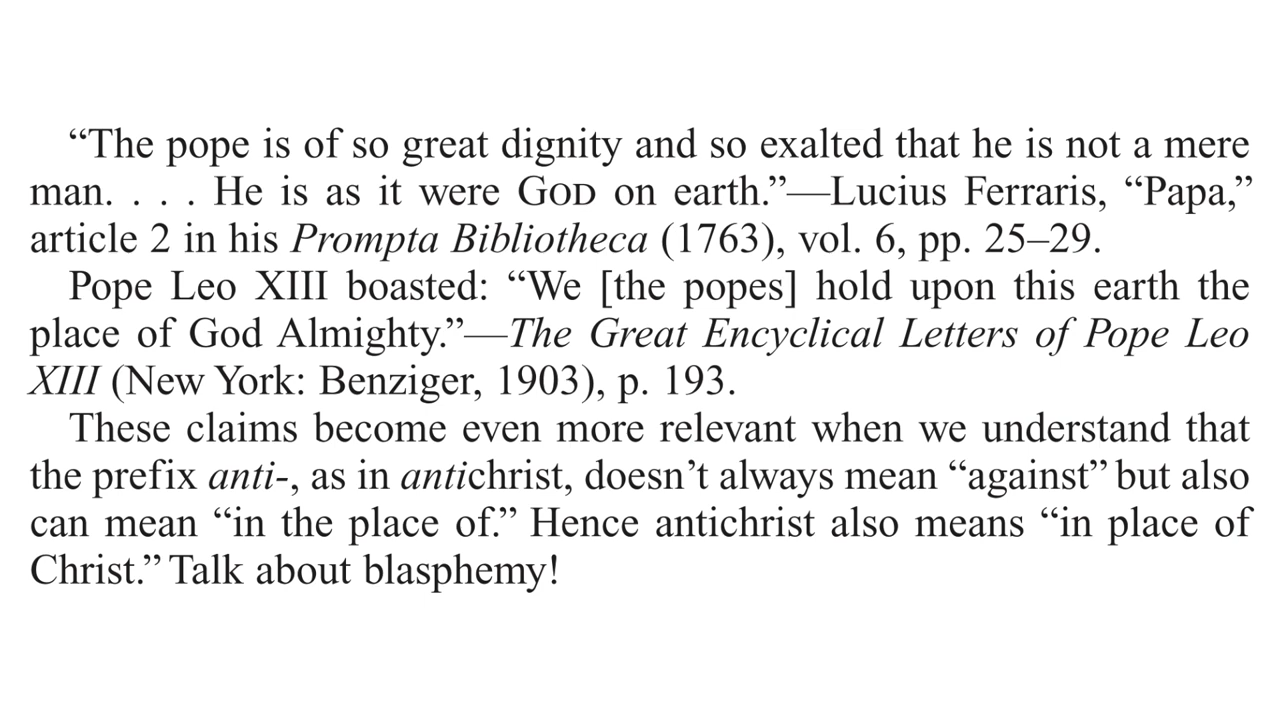 “The pope is of so great dignity and so exalted that he is not a mere
man. . . . He is as it were GOD on earth.”—Lucius Ferraris, “Papa,”
article 2 in his Prompta Bibliotheca (1763), vol. 6, pp. 25–29.
Pope Leo XIII boasted: “We [the popes] hold upon this earth the
place of God Almighty.”—The Great Encyclical Letters of Pope Leo
XIII (New York: Benziger, 1903), p. 193.
These claims become even more relevant when we understand that
the prefix anti-, as in antichrist, doesn’t always mean “against” but also
can mean “in the place of.” Hence antichrist also means “in place of
Christ.” Talk about blasphemy!